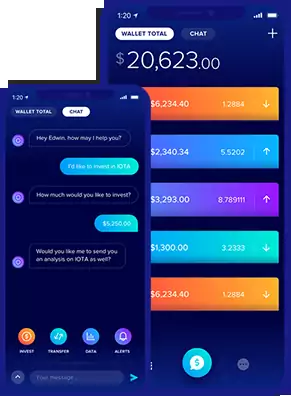 1:20
WALLET TOTAL
CHAT
$20,623.00
$6,234.40 1.2884
$2,340.34 5.5202
$3,293.00 8.789111
$1,300.00 3.2333
$6,234.40 1.2884
1:20
WALLET TOTAL
CHAT
Hey Edwin, how may I help you?
I'd like to invest in IOTA
How much would you like to invest?
$5,250.00
Would you like me to send you
an analysis on IOTA as well?
INVEST
TRANSFER
DATA
ALERTS
Your message...